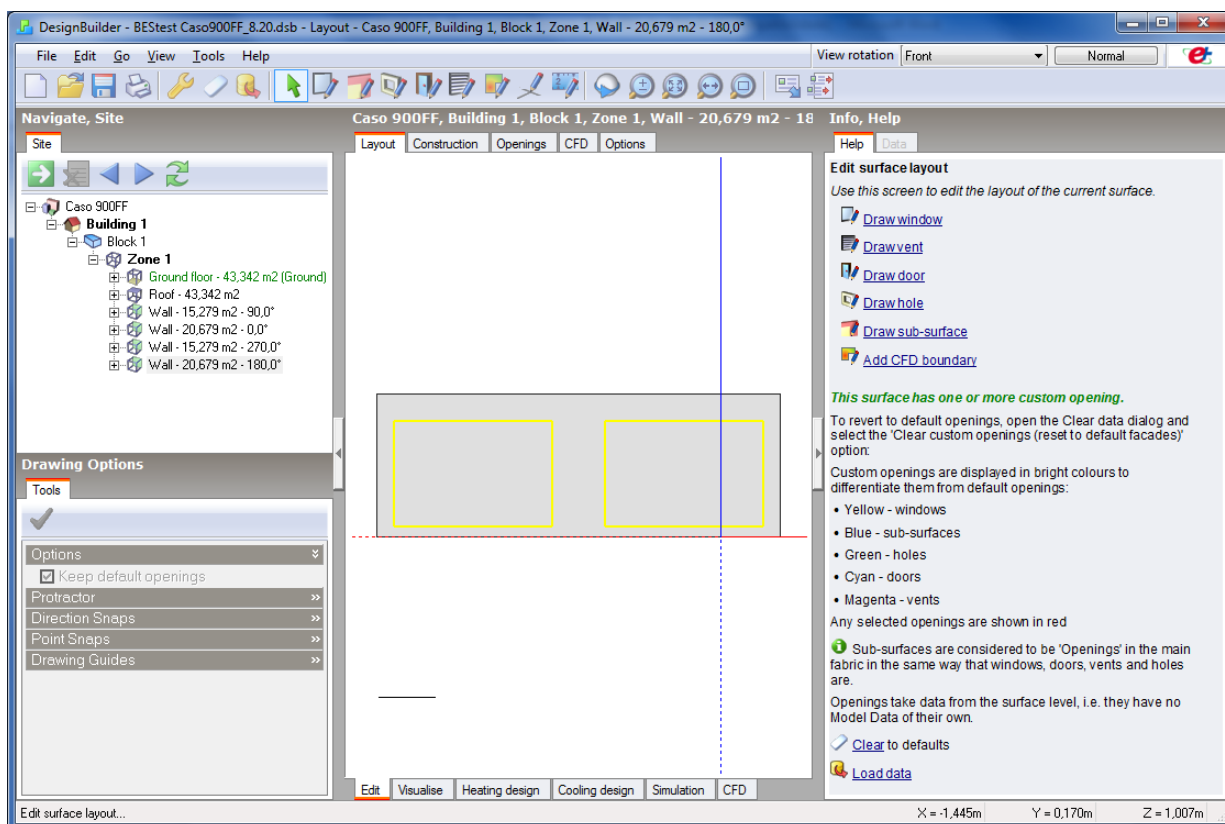 DesignBuilder - BEStest Caso900FF_8.20.dsb - Layout - Caso 900FF, Building 1, Block 1, Zone 1, Wall - 20,679 m2 - 180,0°
File Edit Go View Tools Help
View rotation Front Normal
Navigate, Site
Site
Caso 900FF
Building 1
Block 1
Zone 1
Ground floor - 43,342 m2 (Ground)
Roof - 43,342 m2
Wall - 15,279 m2 - 90,0°
Wall - 20,679 m2 - 0,0°
Wall - 15,279 m2 - 270,0°
Wall - 20,679 m2 - 180,0°
Drawing Options
Tools
Options
Keep default openings
Protractor
Direction Snaps
Point Snaps
Drawing Guides
Caso 900FF, Building 1, Block 1, Zone 1, Wall - 20,679 m2 - 18
Layout Construction Openings CFD Options
Edit Visualise Heating design Cooling design Simulation CFD
Info, Help
Help Data
Edit surface layout
Use this screen to edit the layout of the current surface.
Draw window
Draw vent
Draw door
Draw hole
Draw sub-surface
Add CFD boundary
This surface has one or more custom opening.
To revert to default openings, open the Clear data dialog and
select the 'Clear custom openings (reset to default facades)'
option:
Custom openings are displayed in bright colours to
differentiate them from default openings:
• Yellow - windows
• Blue - sub-surfaces
• Green - holes
• Cyan - doors
• Magenta - vents
Any selected openings are shown in red
Sub-surfaces are considered to be 'Openings' in the main
fabric in the same way that windows, doors, vents and holes
are.
Openings take data from the surface level, i.e. they have no
Model Data of their own.
Clear to defaults
Load data
Edit surface layout...
X = -1,445m Y = 0,170m Z = 1,007m